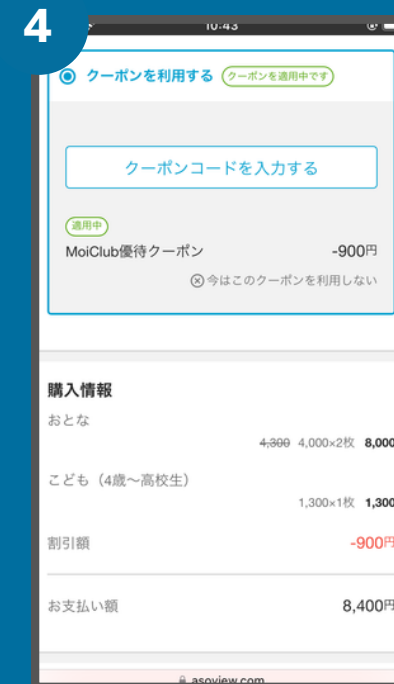 4
10:43
クーポンを利用する クーポンを適用中です
クーポンコードを入力する
適用中
MoiClub優待クーポン -900円
今はこのクーポンを利用しない
購入情報
おとな
4,300 4,000×2枚 8,000
こども（4歳〜高校生）
1,300×1枚 1,300
割引額 -900円
お支払い額 8,400円
asoview.com